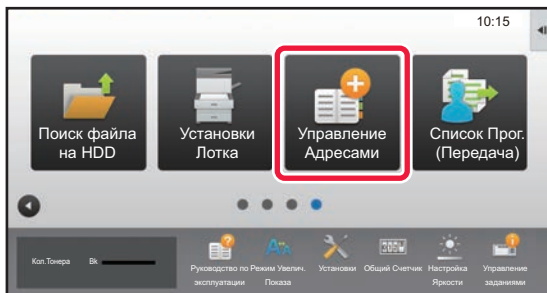 10:15
Поиск файла
на HDD
Установки
Лотка
Управление
Адресами
Список Прог.
(Передача)
Кол.Тонера Bk
Руководство по
эксплуатации
Режим Увелич.
Показа
Установки
Общий Счетчик
Настройка
Яркости
Управление
заданиями